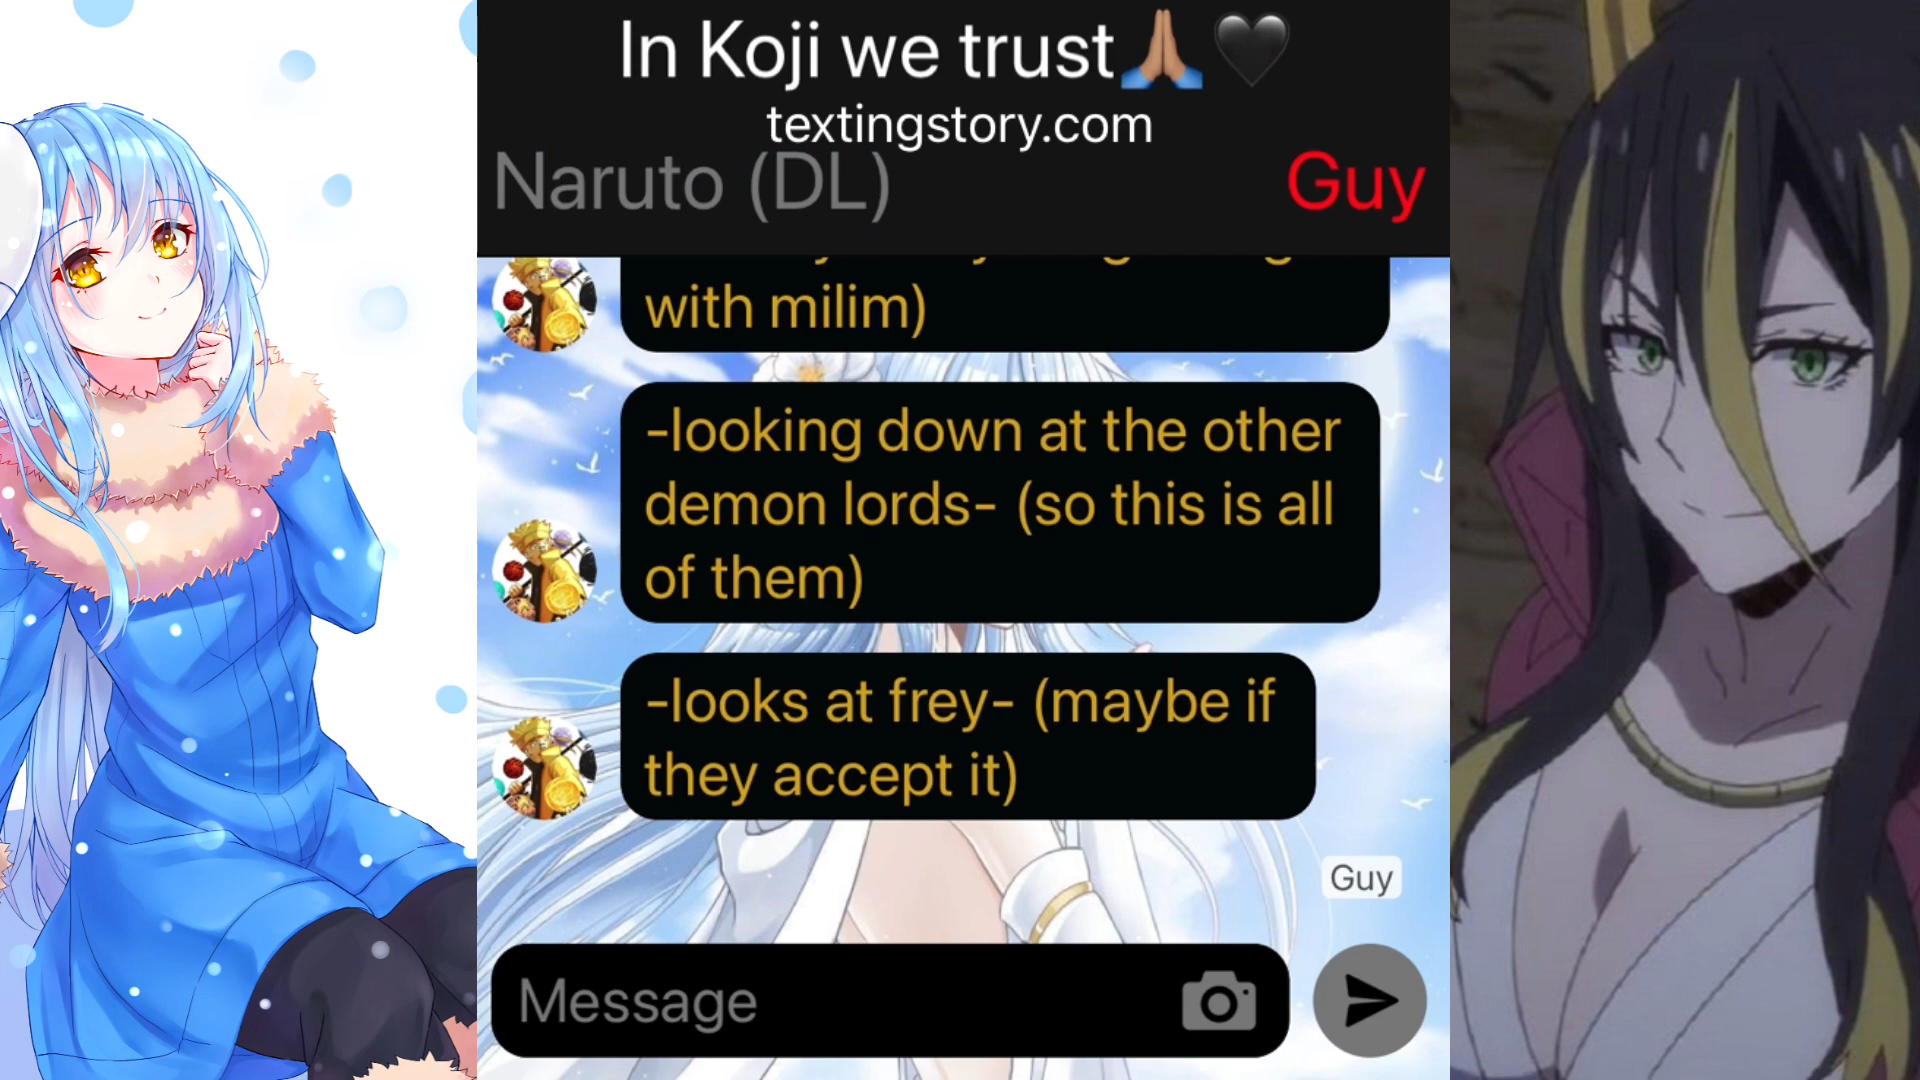 In Koji we trust🙏🏽🖤
textingstory.com
Naruto (DL)
Guy
with milim)
-looking down at the other
demon lords- (so this is all
of them)
-looks at frey- (maybe if
they accept it)
Guy
Message